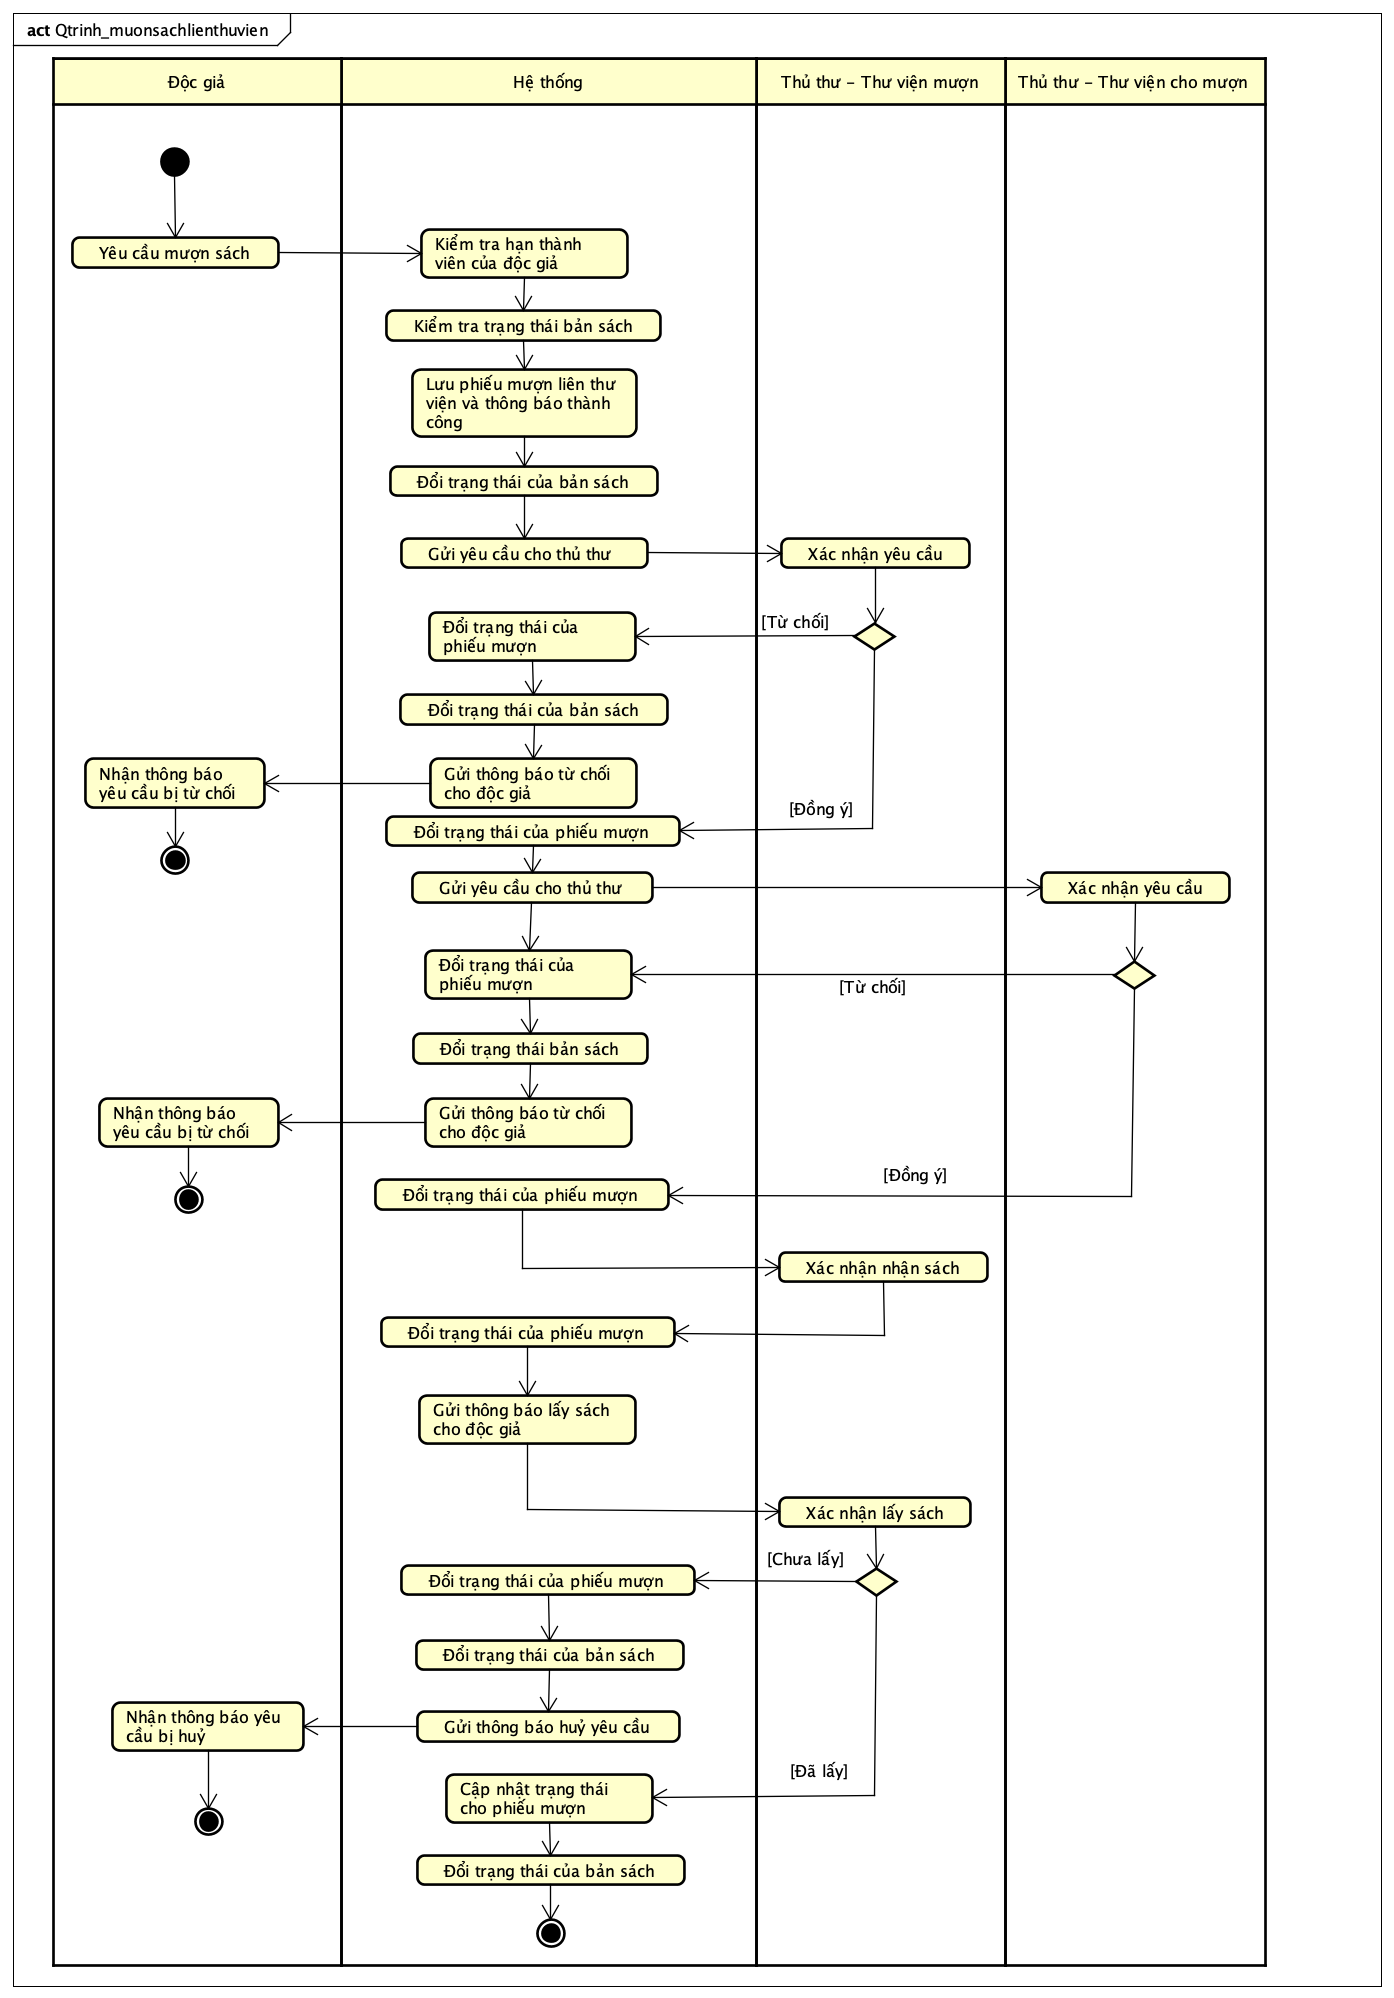 act Qtrinh_muonsachlienthuvien
Độc giả
Hệ thống
Thủ thư - Thư viện mượn
Thủ thư - Thư viện cho mượn
Yêu cầu mượn sách
Kiểm tra hạn thành
viên của độc giả
Kiểm tra trạng thái bản sách
Lưu phiếu mượn liên thư
viện và thông báo thành
công
Đổi trạng thái của bản sách
Gửi yêu cầu cho thủ thư
Xác nhận yêu cầu
[Từ chối]
Đổi trạng thái của
phiếu mượn
Đổi trạng thái của bản sách
Gửi thông báo từ chối
cho độc giả
Nhận thông báo
yêu cầu bị từ chối
[Đồng ý]
Đổi trạng thái của phiếu mượn
Gửi yêu cầu cho thủ thư
Xác nhận yêu cầu
Đổi trạng thái của
phiếu mượn
[Từ chối]
Đổi trạng thái bản sách
Gửi thông báo từ chối
cho độc giả
Nhận thông báo
yêu cầu bị từ chối
[Đồng ý]
Đổi trạng thái của phiếu mượn
Xác nhận nhận sách
Đổi trạng thái của phiếu mượn
Gửi thông báo lấy sách
cho độc giả
Xác nhận lấy sách
[Chưa lấy]
Đổi trạng thái của phiếu mượn
Đổi trạng thái của bản sách
Gửi thông báo huỷ yêu cầu
Nhận thông báo yêu
cầu bị huỷ
[Đã lấy]
Cập nhật trạng thái
cho phiếu mượn
Đổi trạng thái của bản sách